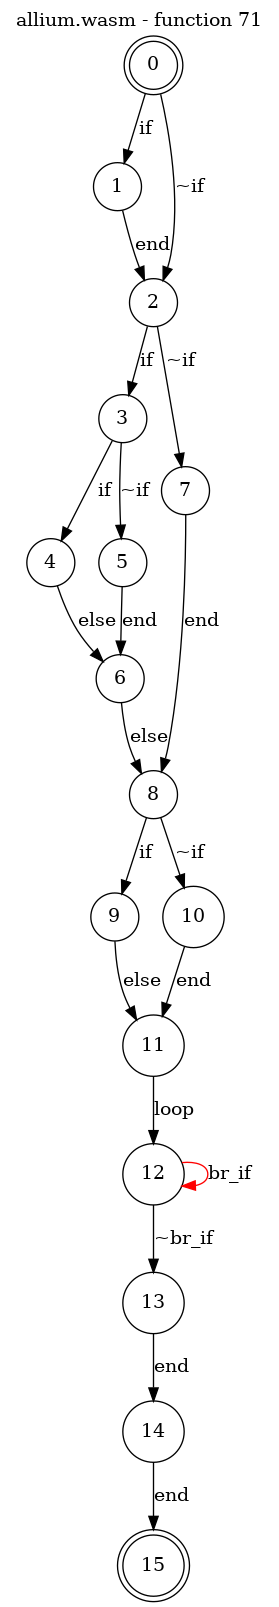 allium.wasm - function 71
0
if
1
~if
end
2
if
~if
3
7
if
~if
4
5
else
end
end
6
else
8
if
~if
9
10
else
end
11
loop
12
br_if
~br_if
13
end
14
end
15